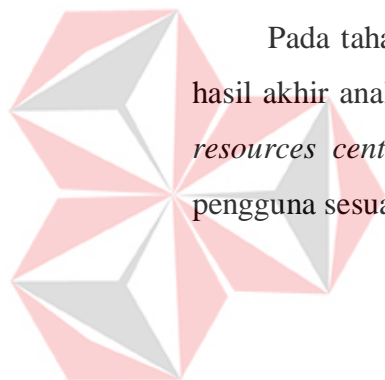 Pada taha
hasil akhir ana
resources cent
pengguna sesua